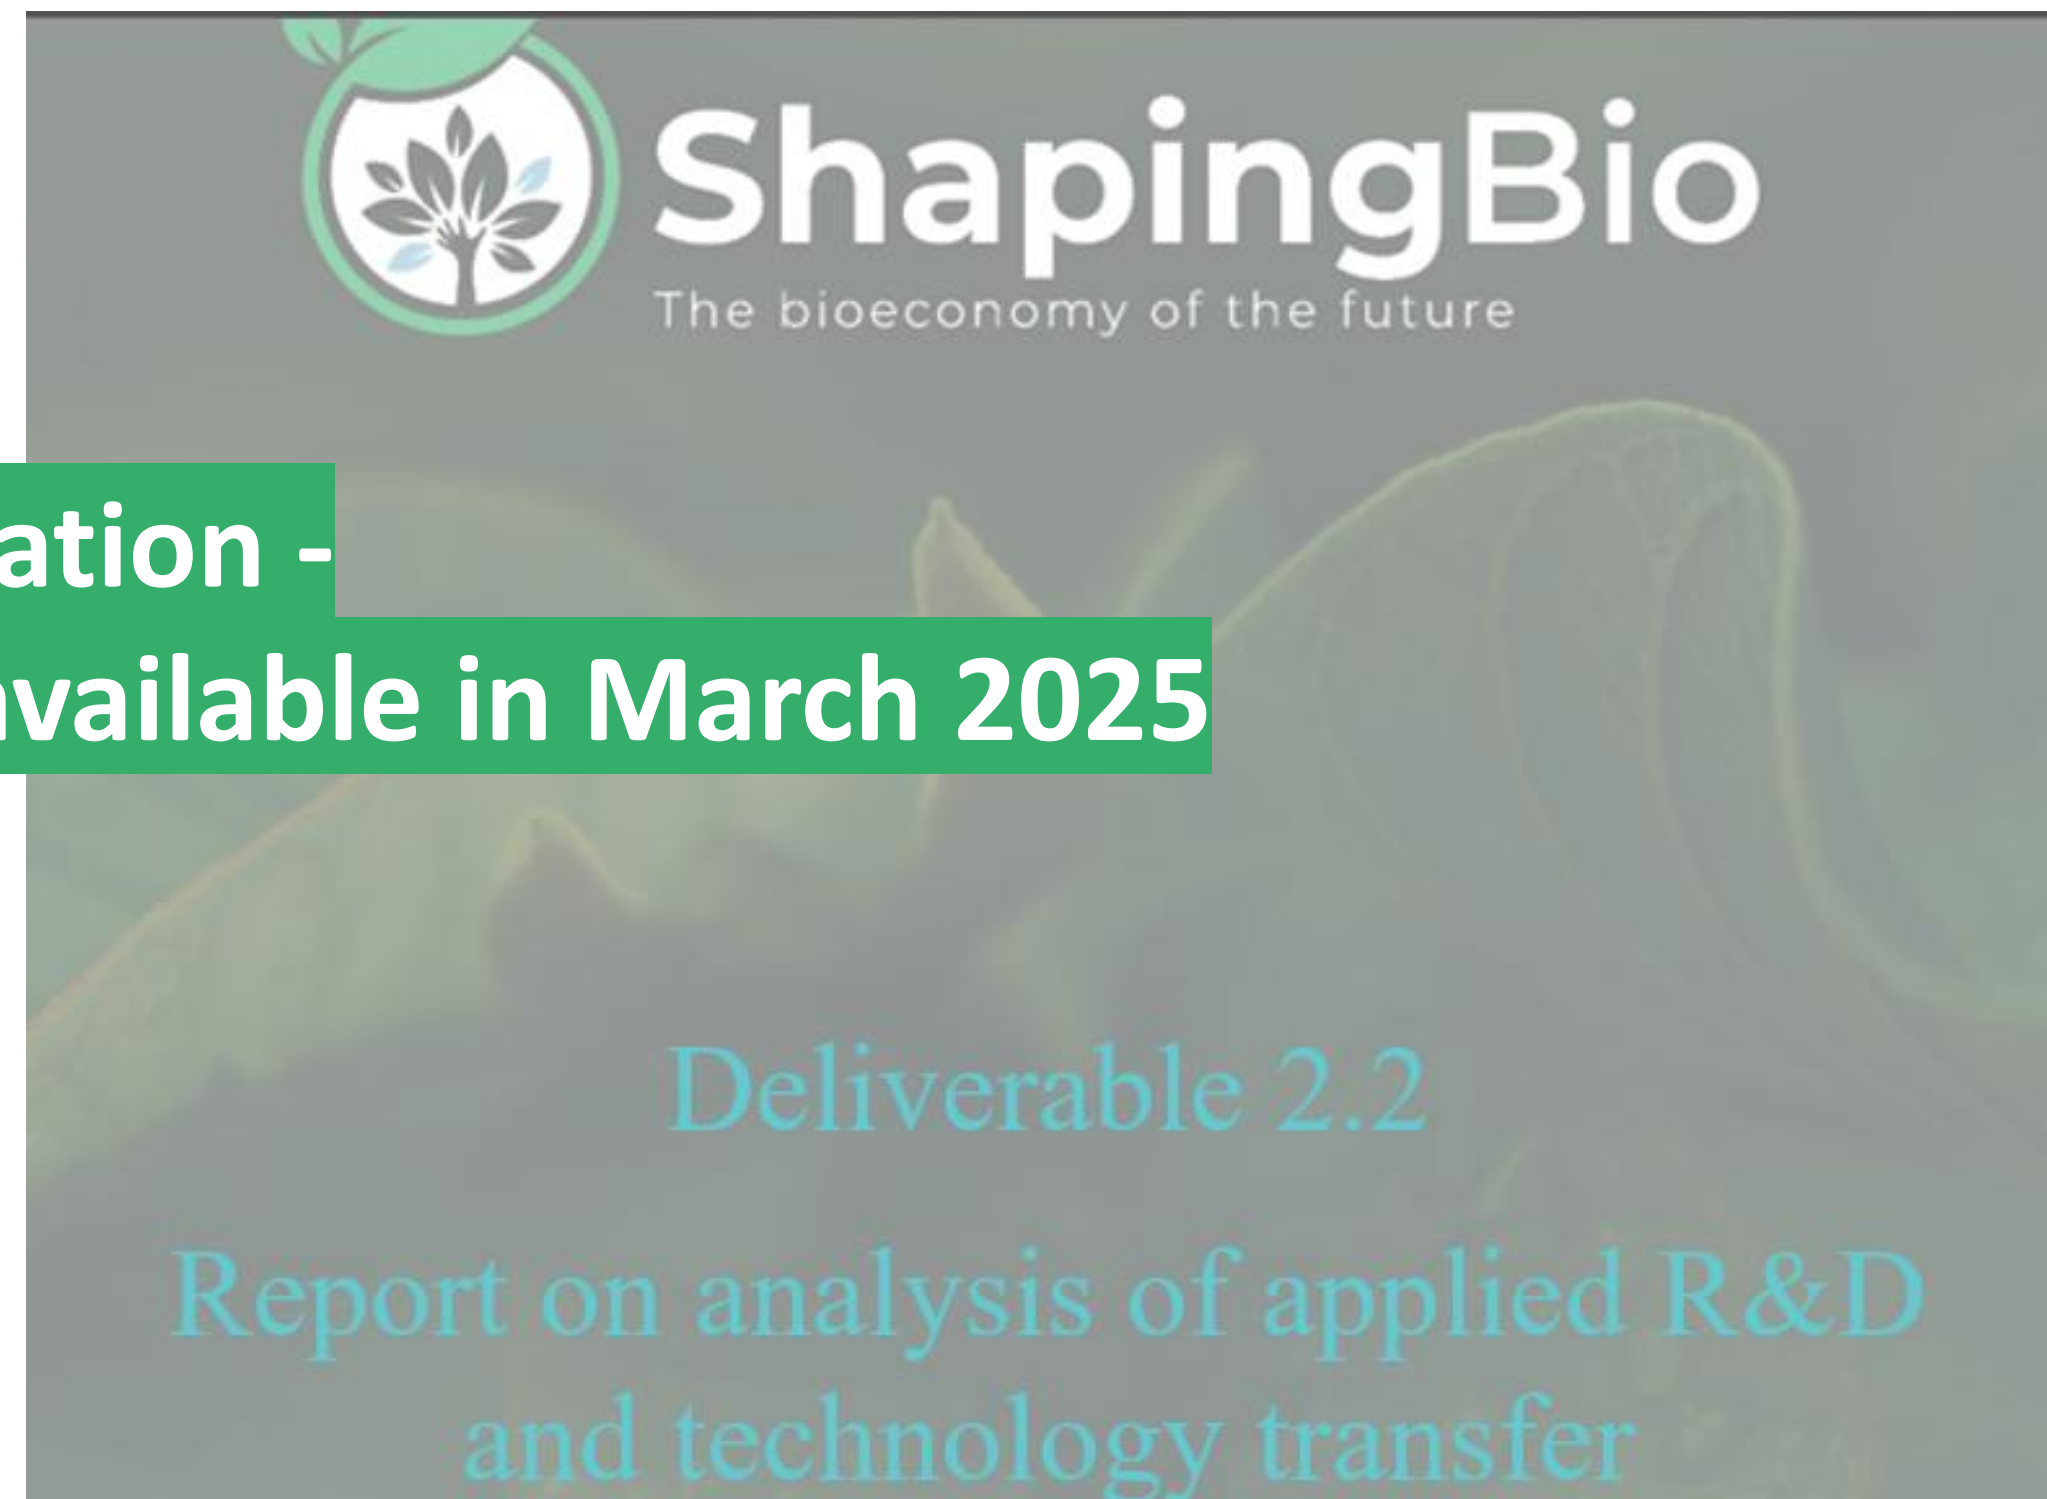 ShapingBio
The bioeconomy of the future
ation -
vailable in March 2025
Deliverable 2.2
Report on analysis of applied R&D
and technology transfer